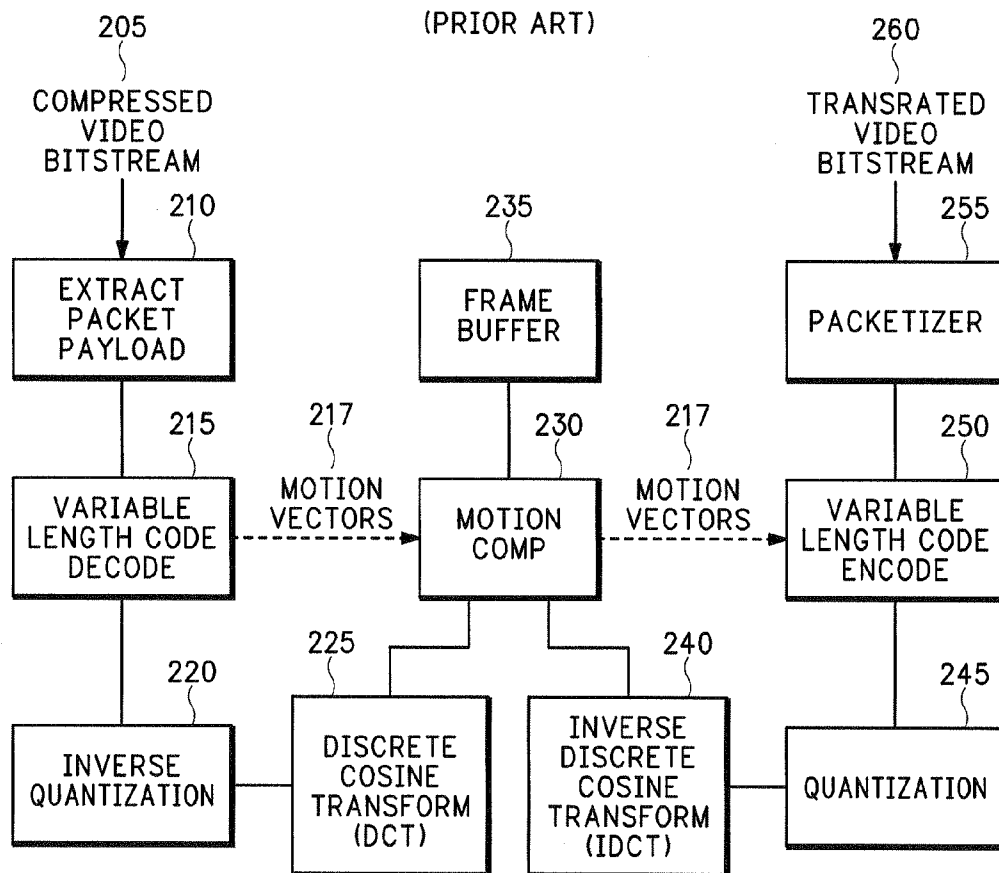 (PRIOR ART)
205
COMPRESSED
VIDEO
BITSTREAM
260
TRANSRATED
VIDEO
BITSTREAM
210
EXTRACT
PACKET
PAYLOAD
235
FRAME
BUFFER
255
PACKETIZER
215
VARIABLE
LENGTH CODE
DECODE
217
MOTION
VECTORS
230
MOTION
COMP
217
MOTION
VECTORS
250
VARIABLE
LENGTH CODE
ENCODE
220
INVERSE
QUANTIZATION
225
DISCRETE
COSINE
TRANSFORM
(DCT)
240
INVERSE
DISCRETE
COSINE
TRANSFORM
(IDCT)
245
QUANTIZATION